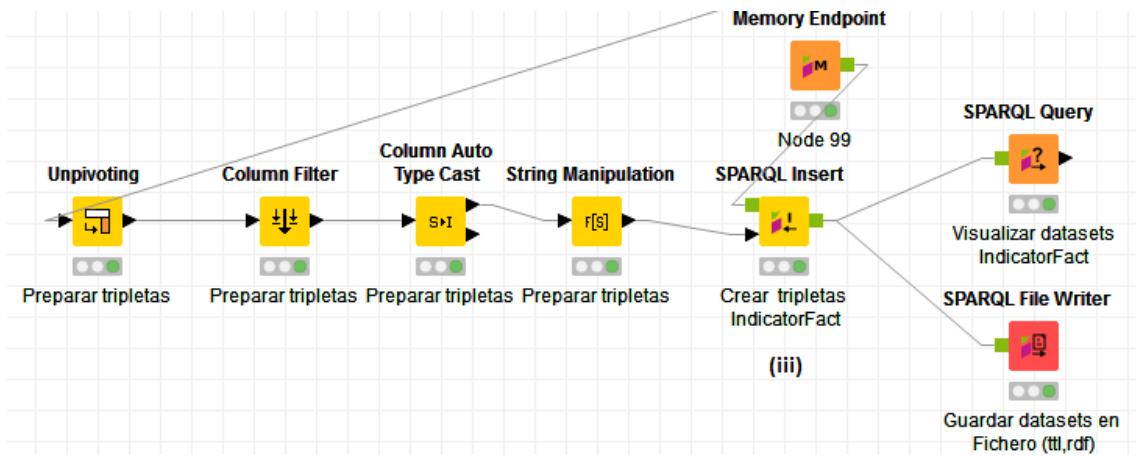 Memory Endpoint
M
Node 99
SPARQL Query
?
Visualizar datasets
IndicatorFact
Unpivoting
Preparar tripletas
Column Filter
Preparar tripletas
Column Auto
Type Cast
S▸I
Preparar tripletas
String Manipulation
F[S]
Preparar tripletas
SPARQL Insert
!
Crear tripletas
IndicatorFact
(iii)
SPARQL File Writer
Guardar datasets en
Fichero (ttl,rdf)